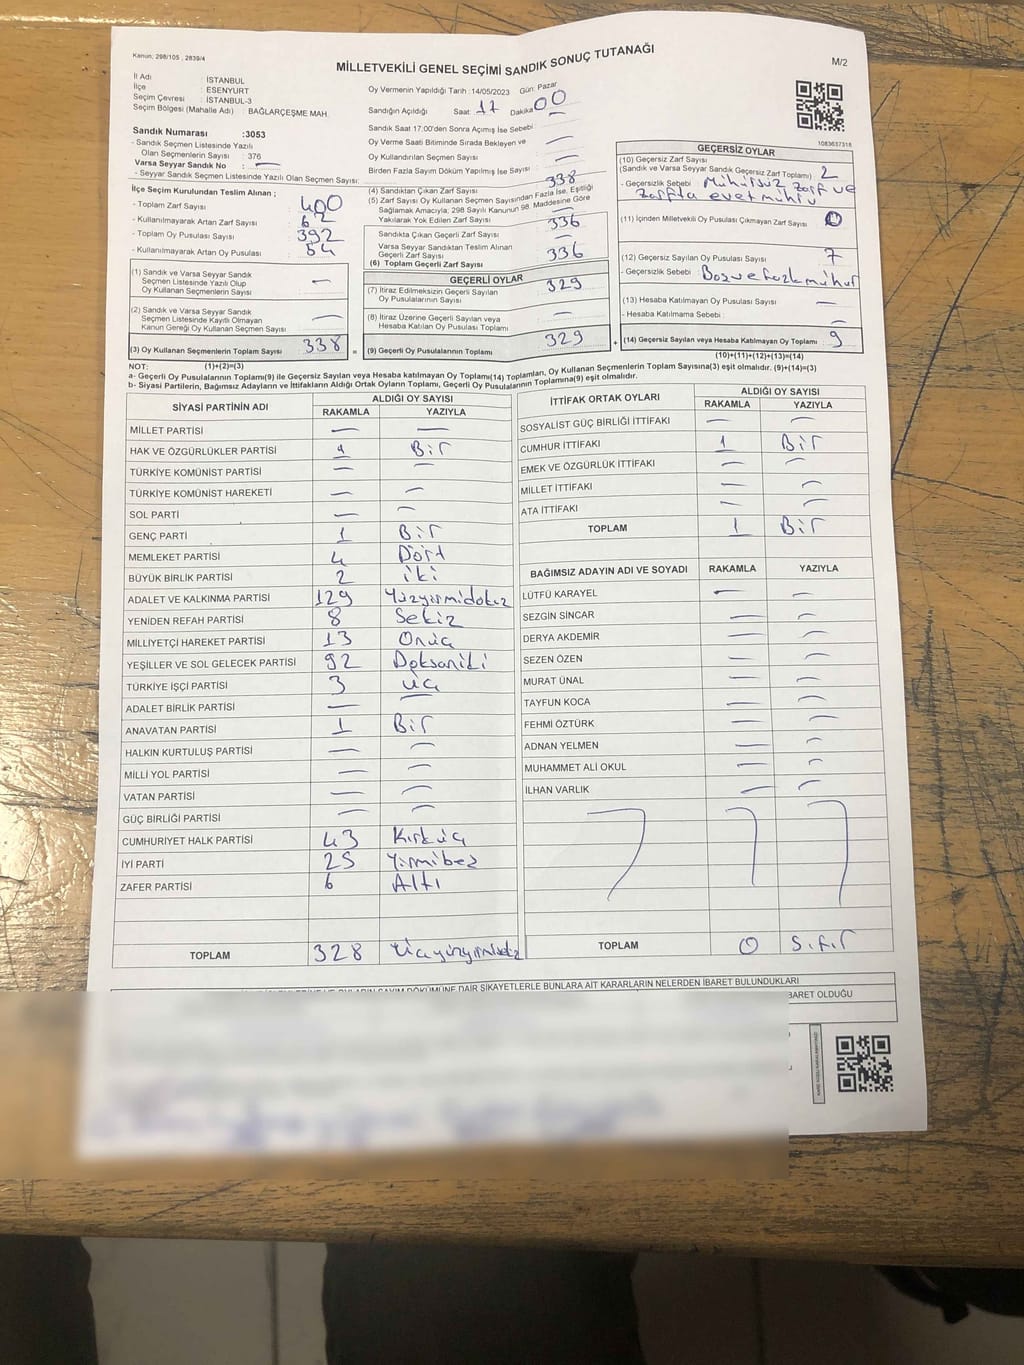 Kanun; 298/105 , 2839/4
MİLLETVEKİLİ GENEL SEÇİMİ SANDIK SONUÇ TUTANAĞI
M/2
İl Adı : İSTANBUL
İlçe : ESENYURT
Seçim Çevresi : İSTANBUL-3
Seçim Bölgesi (Mahalle Adı) : BAĞLARÇEŞME MAH.
Oy Vermenin Yapıldığı Tarih :14/05/2023 Gün: Pazar
Sandığın Açıldığı Saat: 17 Dakika 00
Sandık Saat 17:00'den Sonra Açımış İse Sebebi: —
Oy Verme Saati Bitiminde Sırada Bekleyen ve —
Oy Kullandırılan Seçmen Sayısı —
Birden Fazla Sayım Döküm Yapılmış İse Sayısı : —
1083637318
Sandık Numarası :3053
- Sandık Seçmen Listesinde Yazılı
Olan Seçmenlerin Sayısı : 376
Varsa Seyyar Sandık No : —
- Seyyar Sandık Seçmen Listesinde Yazılı Olan Seçmen Sayısı:
İlçe Seçim Kurulundan Teslim Alınan ;
- Toplam Zarf Sayısı : 400
- Kullanılmayarak Artan Zarf Sayısı : 62
- Toplam Oy Pusulası Sayısı : 392
- Kullanılmayarak Artan Oy Pusulası : 54
(1) Sandık ve Varsa Seyyar Sandık
Seçmen Listesinde Yazılı Olup
Oy Kullanan Seçmenlerin Sayısı —
(2) Sandık ve Varsa Seyyar Sandık
Seçmen Listesinde Kayıtlı Olmayan
Kanun Gereği Oy Kullanan Seçmen Sayısı —
(3) Oy Kullanan Seçmenlerin Toplam Sayısı 338
(1)+(2)=(3)
(4) Sandıktan Çıkan Zarf Sayısı 338
(5) Zarf Sayısı Oy Kullanan Seçmen Sayısından Fazla İse, Eşitliği
Sağlamak Amacıyla; 298 Sayılı Kanunun 98. Maddesine Göre
Yakılarak Yok Edilen Zarf Sayısı —
Sandıkta Çıkan Geçerli Zarf Sayısı 336
Varsa Seyyar Sandıktan Teslim Alınan
Geçerli Zarf Sayısı —
(6) Toplam Geçerli Zarf Sayısı 336
GEÇERLİ OYLAR
(7) İtiraz Edilmeksizin Geçerli Sayılan
Oy Pusulalarının Sayısı 329
(8) İtiraz Üzerine Geçerli Sayılan veya
Hesaba Katılan Oy Pusulası Toplamı —
= (9) Geçerli Oy Pusulalarının Toplamı 329 +
GEÇERSİZ OYLAR
(10) Geçersiz Zarf Sayısı
(Sandık ve Varsa Seyyar Sandık Geçersiz Zarf Toplamı) 2
- Geçersizlik Sebebi : Mühürsüz zarf ve
zarfta evet mührü
(11) İçinden Milletvekili Oy Pusulası Çıkmayan Zarf Sayısı
(12) Geçersiz Sayılan Oy Pusulası Sayısı 7
- Geçersizlik Sebebi : Boş ve fazla mühür
(13) Hesaba Katılmayan Oy Pusulası Sayısı —
- Hesaba Katılmama Sebebi : —
(14) Geçersiz Sayılan veya Hesaba Katılmayan Oy Toplamı 9
(10)+(11)+(12)+(13)=(14)
NOT:
a- Geçerli Oy Pusulalarının Toplamı(9) ile Geçersiz Sayılan veya Hesaba Katılmayan Oy Toplamı(14) Toplamları, Oy Kullanan Seçmenlerin Toplam Sayısına(3) eşit olmalıdır. (9)+(14)=(3)
b- Siyasi Partilerin, Bağımsız Adayların ve İttifakların Aldığı Ortak Oyların Toplamı, Geçerli Oy Pusulalarının Toplamına(9) eşit olmalıdır.
SİYASİ PARTİNİN ADI ALDIĞI OY SAYISI
RAKAMLA YAZIYLA
MİLLET PARTİSİ — —
HAK VE ÖZGÜRLÜKLER PARTİSİ 1 Bir
TÜRKİYE KOMÜNİST PARTİSİ — —
TÜRKİYE KOMÜNİST HAREKETİ — —
SOL PARTİ — —
GENÇ PARTİ 1 Bir
MEMLEKET PARTİSİ 4 Dört
BÜYÜK BİRLİK PARTİSİ 2 iki
ADALET VE KALKINMA PARTİSİ 129 Yüzyirmidokuz
YENİDEN REFAH PARTİSİ 8 Sekiz
MİLLİYETÇİ HAREKET PARTİSİ 13 Onüç
YEŞİLLER VE SOL GELECEK PARTİSİ 92 Doksaniki
TÜRKİYE İŞÇİ PARTİSİ 3 üç
ADALET BİRLİK PARTİSİ — —
ANAVATAN PARTİSİ 1 Bir
HALKIN KURTULUŞ PARTİSİ — —
MİLLİ YOL PARTİSİ — —
VATAN PARTİSİ — —
GÜÇ BİRLİĞİ PARTİSİ — —
CUMHURİYET HALK PARTİSİ 43 Kırküç
İYİ PARTİ 25 Yirmibeş
ZAFER PARTİSİ 6 Altı
TOPLAM 328 Üçyüzyirmisekiz
İTTİFAK ORTAK OYLARI ALDIĞI OY SAYISI
RAKAMLA YAZIYLA
SOSYALİST GÜÇ BİRLİĞİ İTTİFAKI — —
CUMHUR İTTİFAKI 1 Bir
EMEK VE ÖZGÜRLÜK İTTİFAKI — —
MİLLET İTTİFAKI — —
ATA İTTİFAKI — —
TOPLAM 1 Bir
BAĞIMSIZ ADAYIN ADI VE SOYADI RAKAMLA YAZIYLA
LÜTFÜ KARAYEL — —
SEZGİN SİNCAR — —
DERYA AKDEMİR — —
SEZEN ÖZEN — —
MURAT ÜNAL — —
TAYFUN KOCA — —
FEHMİ ÖZTÜRK — —
ADNAN YELMEN — —
MUHAMMET ALİ OKUL — —
İLHAN VARLIK — —
TOPLAM 0 Sıfır
DAİR ŞİKAYETLERLE BUNLARA AİT KARARLARIN NELERDEN İBARET BULUNDUKLARI
BARET OLDUĞU